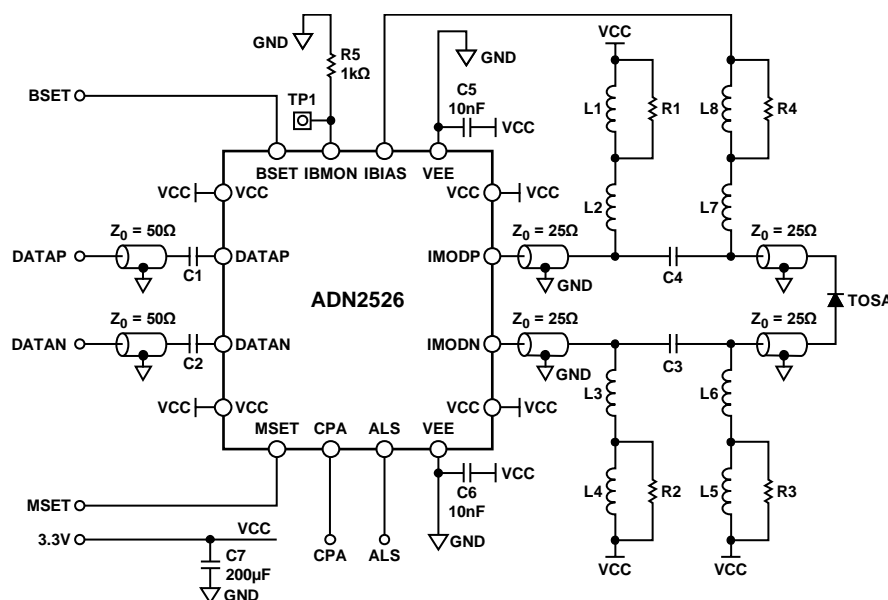 VCC
GND
R5
1kΩ
GND
C5
10nF
VCC
TP1
BSET
L1
R1
L8
R4
BSET
IBMON
IBIAS
VEE
VCC
VCC
VCC
VCC
L2
L7
Z0 = 50Ω
Z0 = 25Ω
Z0 = 25Ω
DATAP
C1
DATAP
IMODP
GND
C4
ADN2526
TOSA
Z0 = 50Ω
Z0 = 25Ω
Z0 = 25Ω
DATAN
C2
DATAN
IMODN
GND
C3
L3
L6
VCC
VCC
VCC
VCC
MSET
CPA
ALS
VEE
C6
10nF
VCC
L4
R2
L5
R3
MSET
3.3V
VCC
GND
C7
200µF
GND
CPA
ALS
VCC
VCC